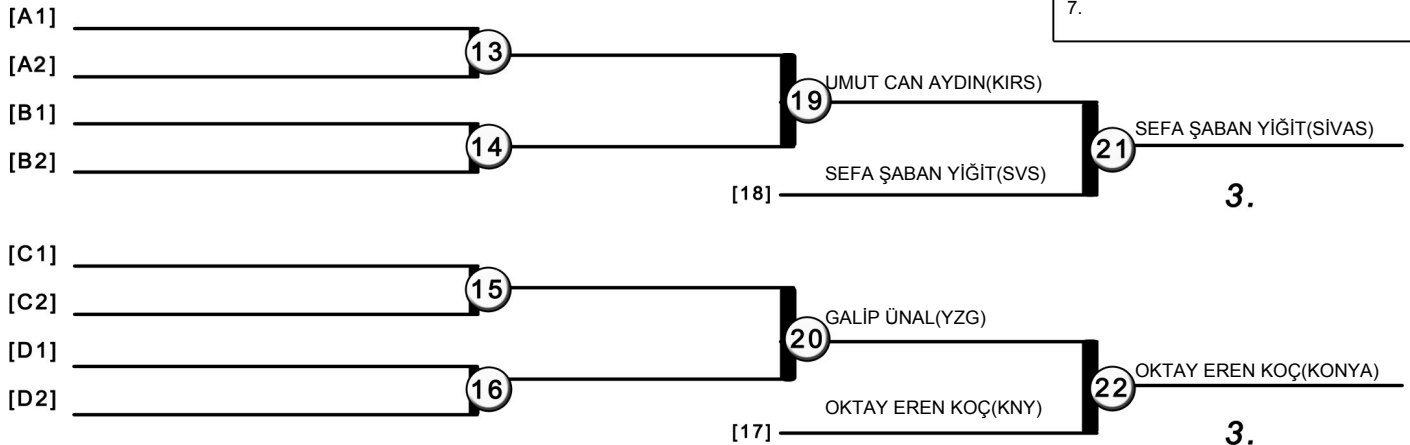 7.
[A1]
13
[A2]
UMUT CAN AYDIN(KIRS)
19
[B1]
SEFA ŞABAN YİĞİT(SİVAS)
14
21
[B2]
SEFA ŞABAN YİĞİT(SVS)
[18]
3.
[C1]
15
[C2]
GALİP ÜNAL(YZG)
20
[D1]
OKTAY EREN KOÇ(KONYA)
16
22
[D2]
OKTAY EREN KOÇ(KNY)
[17]
3.